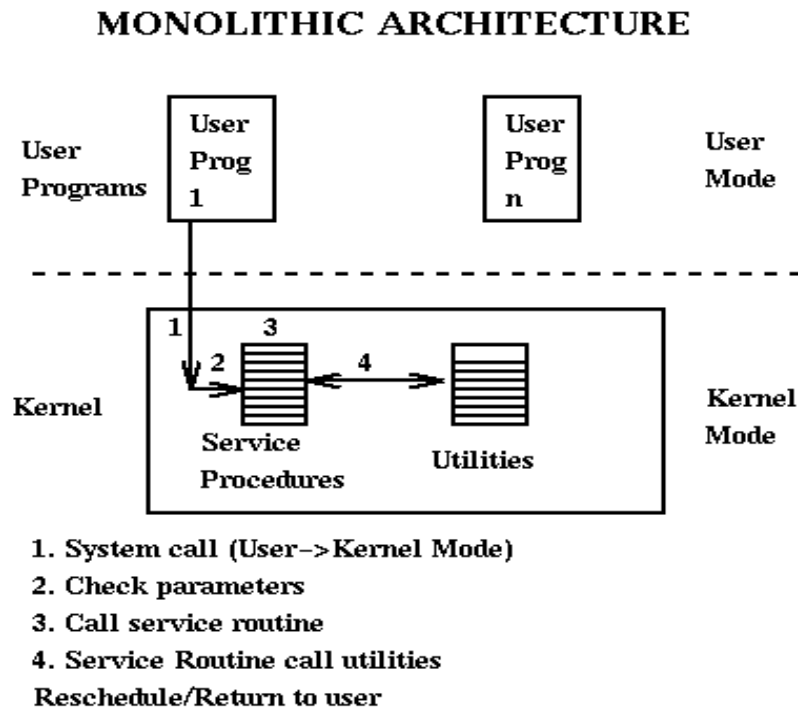 MONOLITHIC ARCHITECTURE
User
Programs
User
Prog
1
User
Prog
n
User
Mode
Kernel
1
2
3
4
Service
Procedures
Utilities
Kernel
Mode
1. System call (User->Kernel Mode)
2. Check parameters
3. Call service routine
4. Service Routine call utilities
Reschedule/Return to user